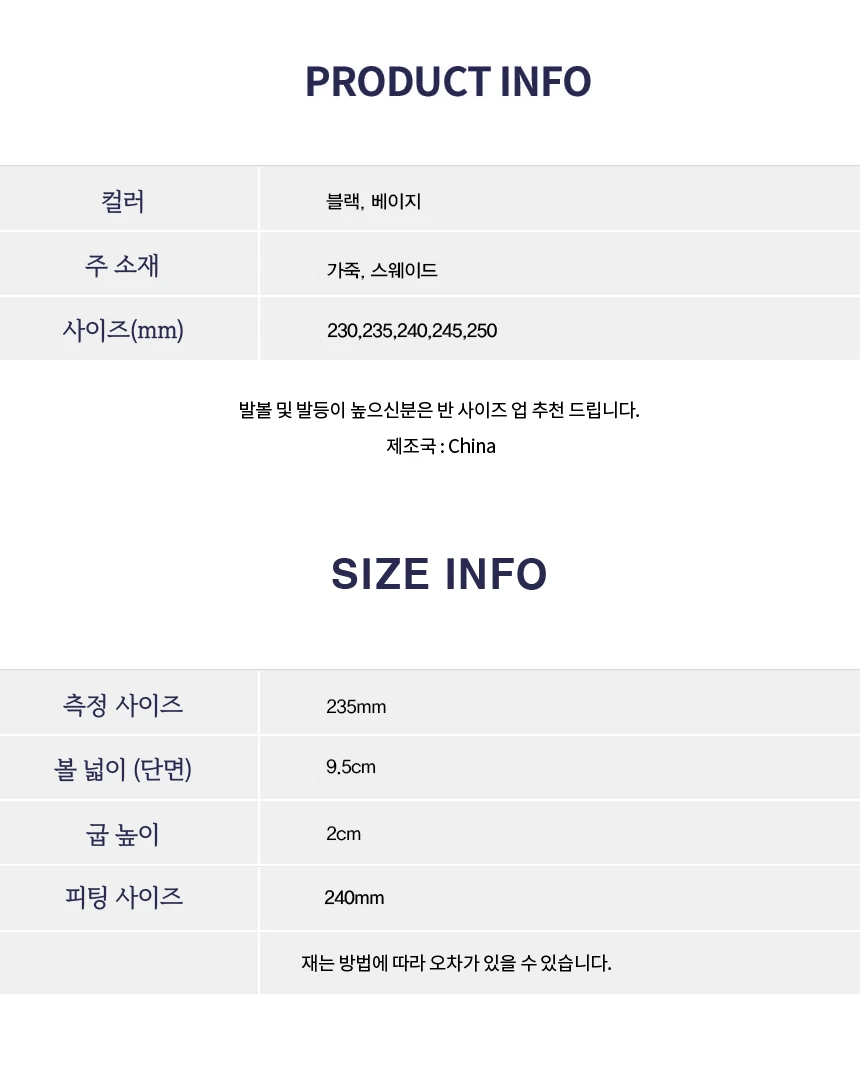 PRODUCT INFO
컬러 블랙, 베이지
주 소재 가죽, 스웨이드
사이즈(mm) 230,235,240,245,250
발볼 및 발등이 높으신분은 반 사이즈 업 추천 드립니다.
제조국 : China
SIZE INFO
측정 사이즈 235mm
볼 넓이 (단면) 9.5cm
굽 높이 2cm
피팅 사이즈 240mm
재는 방법에 따라 오차가 있을 수 있습니다.